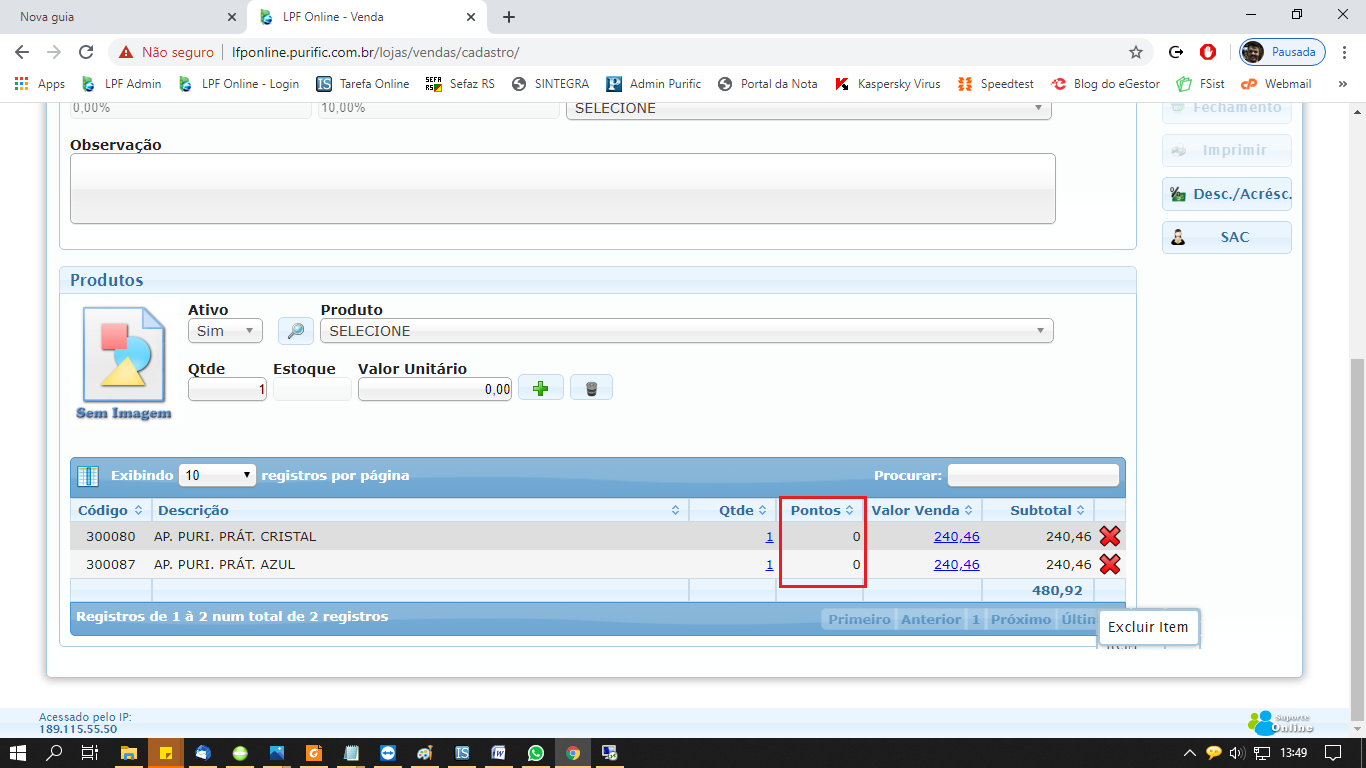 Nova guia
LPF Online - Venda
Não seguro
lfponline.purific.com.br/lojas/vendas/cadastro/
Pausada
Apps
LPF Admin
LPF Online - Login
Tarefa Online
Sefaz RS
SINTEGRA
Admin Purific
Portal da Nota
Kaspersky Virus
Speedtest
Blog do eGestor
FSist
Webmail
»
0,00%
10,00%
SELECIONE
Fechamento
Observação
Imprimir
Desc./Acrésc.
SAC
Produtos
Sem Imagem
Ativo
Produto
Sim
SELECIONE
Qtde
Estoque
Valor Unitário
1
0,00
Exibindo 10 registros por página
Procurar:
Código Descrição Qtde Pontos Valor Venda Subtotal
300080 AP. PURI. PRÁT. CRISTAL 1 0 240,46 240,46
300087 AP. PURI. PRÁT. AZUL 1 0 240,46 240,46
480,92
Registros de 1 à 2 num total de 2 registros
Primeiro Anterior 1 Próximo Últim
Excluir Item
Acessado pelo IP:
189.115.55.50
Suporte
Online
13:49